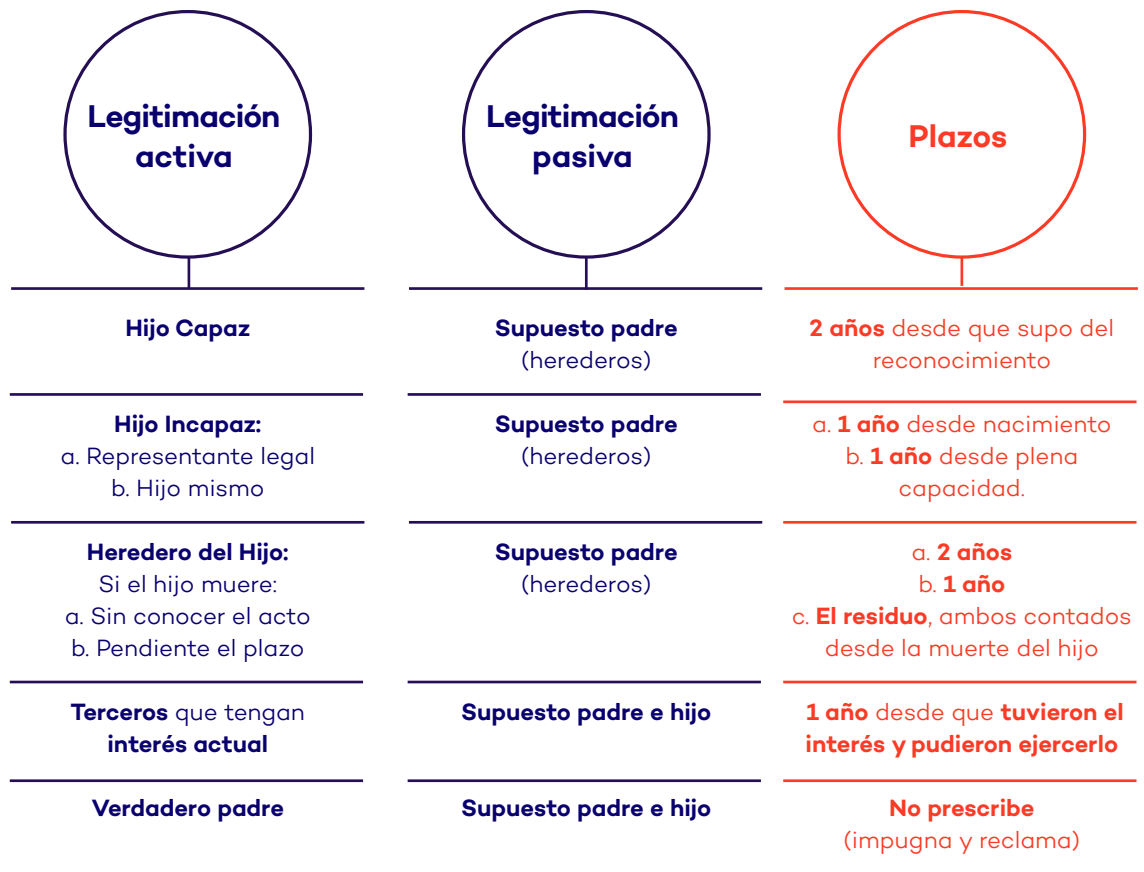 Legitimación
activa
Legitimación
pasiva
Plazos
Hijo Capaz
Supuesto padre
(herederos)
2 años desde que supo del
reconocimiento
Hijo Incapaz:
a. Representante legal
b. Hijo mismo
Supuesto padre
(herederos)
a. 1 año desde nacimiento
b. 1 año desde plena
capacidad.
Heredero del Hijo:
Si el hijo muere:
a. Sin conocer el acto
b. Pendiente el plazo
Supuesto padre
(herederos)
a. 2 años
b. 1 año
c. El residuo, ambos contados
desde la muerte del hijo
Terceros que tengan
interés actual
Supuesto padre e hijo
1 año desde que tuvieron el
interés y pudieron ejercerlo
Verdadero padre
Supuesto padre e hijo
No prescribe
(impugna y reclama)